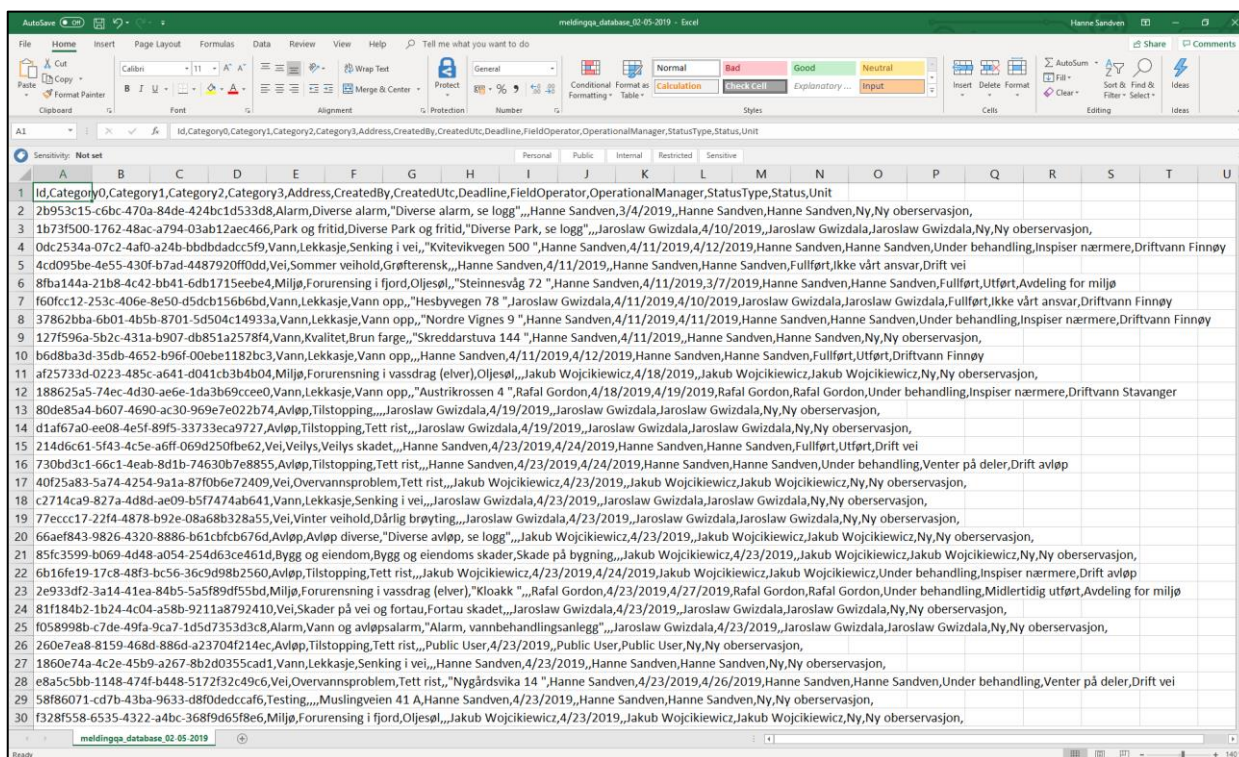 AutoSave Off meldingqa_database_02-05-2019 - Excel Hanne Sandven
File Home Insert Page Layout Formulas Data Review View Help Tell me what you want to do Share Comments
Paste Cut Copy Format Painter Calibri 11 Wrap Text Merge & Center Protect General Conditional Formatting Format as Table Normal Bad Good Neutral Calculation Check Cell Explanatory ... Input Insert Delete Format AutoSum Fill Clear Sort & Filter Find & Select Ideas
Clipboard Font Alignment Protection Number Styles Cells Editing Ideas
A1 fx Id,Category0,Category1,Category2,Category3,Address,CreatedBy,CreatedUtc,Deadline,FieldOperator,OperationalManager,StatusType,Status,Unit
Sensitivity: Not set Personal Public Internal Restricted Sensitive
A B C D E F G H I J K L M N O P Q R S T U
1 Id,Category0,Category1,Category2,Category3,Address,CreatedBy,CreatedUtc,Deadline,FieldOperator,OperationalManager,StatusType,Status,Unit
2 2b953c15-c6bc-470a-84de-424bc1d533d8,Alarm,Diverse alarm,"Diverse alarm, se logg",,,Hanne Sandven,3/4/2019,,Hanne Sandven,Hanne Sandven,Ny,Ny oberservasjon,
3 1b73f500-1762-48ac-a794-03ab12aec466,Park og fritid,Diverse Park og fritid,"Diverse Park, se logg",,,Jaroslaw Gwizdala,4/10/2019,,Jaroslaw Gwizdala,Jaroslaw Gwizdala,Ny,Ny oberservasjon,
4 0dc2534a-07c2-4af0-a24b-bbdbdadcc5f9,Vann,Lekkasje,Senking i vei,,"Kvitevikvegen 500 ",Hanne Sandven,4/11/2019,4/12/2019,Hanne Sandven,Hanne Sandven,Under behandling,Inspiser nærmere,Driftvann Finnøy
5 4cd095be-4e55-430f-b7ad-4487920ff0dd,Vei,Sommer veihold,Grøfterensk,,,Hanne Sandven,4/11/2019,,Hanne Sandven,Hanne Sandven,Fullført,Ikke vårt ansvar,Drift vei
6 8fba144a-21b8-4c42-bb41-6db1715eebe4,Miljø,Forurensing i fjord,Oljesøl,,"Steinnesvåg 72 ",Hanne Sandven,4/11/2019,3/7/2019,Hanne Sandven,Hanne Sandven,Fullført,Utført,Avdeling for miljø
7 f60fcc12-253c-406e-8e50-d5dcb156b6bd,Vann,Lekkasje,Vann opp,,"Hesbyvegen 78 ",Jaroslaw Gwizdala,4/11/2019,4/10/2019,Jaroslaw Gwizdala,Jaroslaw Gwizdala,Fullført,Ikke vårt ansvar,Driftvann Finnøy
8 37862bba-6b01-4b5b-8701-5d504c14933a,Vann,Lekkasje,Vann opp,,"Nordre Vignes 9 ",Hanne Sandven,4/11/2019,4/11/2019,Hanne Sandven,Hanne Sandven,Under behandling,Inspiser nærmere,Driftvann Finnøy
9 127f596a-5b2c-431a-b907-db851a2578f4,Vann,Kvalitet,Brun farge,,"Skreddarstuva 144 ",Hanne Sandven,4/11/2019,,Hanne Sandven,Hanne Sandven,Ny,Ny oberservasjon,
10 b6d8ba3d-35db-4652-b96f-00ebe1182bc3,Vann,Lekkasje,Vann opp,,,Hanne Sandven,4/11/2019,4/12/2019,Hanne Sandven,Hanne Sandven,Fullført,Utført,Driftvann Finnøy
11 af25733d-0223-485c-a641-d041cb3b4b04,Miljø,Forurensning i vassdrag (elver),Oljesøl,,,Jakub Wojcikiewicz,4/18/2019,,Jakub Wojcikiewicz,Jakub Wojcikiewicz,Ny,Ny oberservasjon,
12 188625a5-74ec-4d30-ae6e-1da3b69ccee0,Vann,Lekkasje,Vann opp,,"Austrikrossen 4 ",Rafal Gordon,4/18/2019,4/19/2019,Rafal Gordon,Rafal Gordon,Under behandling,Inspiser nærmere,Driftvann Stavanger
13 80de85a4-b607-4690-ac30-969e7e022b74,Avløp,Tilstopping,,,,Jaroslaw Gwizdala,4/19/2019,,Jaroslaw Gwizdala,Jaroslaw Gwizdala,Ny,Ny oberservasjon,
14 d1af67a0-ee08-4e5f-89f5-33733eca9727,Avløp,Tilstopping,Tett rist,,,Jaroslaw Gwizdala,4/19/2019,,Jaroslaw Gwizdala,Jaroslaw Gwizdala,Ny,Ny oberservasjon,
15 214d6c61-5f43-4c5e-a6ff-069d250fbe62,Vei,Veilys,Veilys skadet,,,Hanne Sandven,4/23/2019,4/24/2019,Hanne Sandven,Hanne Sandven,Fullført,Utført,Drift vei
16 730bd3c1-66c1-4eab-8d1b-74630b7e8855,Avløp,Tilstopping,Tett rist,,,Hanne Sandven,4/23/2019,4/24/2019,Hanne Sandven,Hanne Sandven,Under behandling,Venter på deler,Drift avløp
17 40f25a83-5a74-4254-9a1a-87f0b6e72409,Vei,Overvannsproblem,Tett rist,,,Jakub Wojcikiewicz,4/23/2019,,Jakub Wojcikiewicz,Jakub Wojcikiewicz,Ny,Ny oberservasjon,
18 c2714ca9-827a-4d8d-ae09-b5f7474ab641,Vann,Lekkasje,Senking i vei,,,Jaroslaw Gwizdala,4/23/2019,,Jaroslaw Gwizdala,Jaroslaw Gwizdala,Ny,Ny oberservasjon,
19 77eccc17-22f4-4878-b92e-08a68b328a55,Vei,Vinter veihold,Dårlig brøyting,,,Jaroslaw Gwizdala,4/23/2019,,Jaroslaw Gwizdala,Jaroslaw Gwizdala,Ny,Ny oberservasjon,
20 66aef843-9826-4320-8886-b61cbfcb676d,Avløp,Avløp diverse,"Diverse avløp, se logg",,,Jakub Wojcikiewicz,4/23/2019,,Jakub Wojcikiewicz,Jakub Wojcikiewicz,Ny,Ny oberservasjon,
21 85fc3599-b069-4d48-a054-254d63ce461d,Bygg og eiendom,Bygg og eiendoms skader,Skade på bygning,,,Jakub Wojcikiewicz,4/23/2019,,Jakub Wojcikiewicz,Jakub Wojcikiewicz,Ny,Ny oberservasjon,
22 6b16fe19-17c8-48f3-bc56-36c9d98b2560,Avløp,Tilstopping,Tett rist,,,Jakub Wojcikiewicz,4/23/2019,4/24/2019,Jakub Wojcikiewicz,Jakub Wojcikiewicz,Under behandling,Inspiser nærmere,Drift avløp
23 2e933df2-3a14-41ea-84b5-5a5f89df55bd,Miljø,Forurensning i vassdrag (elver),"Kloakk ",,,Rafal Gordon,4/23/2019,4/27/2019,Rafal Gordon,Rafal Gordon,Under behandling,Midlertidig utført,Avdeling for miljø
24 81f184b2-1b24-4c04-a58b-9211a8792410,Vei,Skader på vei og fortau,Fortau skadet,,,Jaroslaw Gwizdala,4/23/2019,,Jaroslaw Gwizdala,Jaroslaw Gwizdala,Ny,Ny oberservasjon,
25 f058998b-c7de-49fa-9ca7-1d5d7353d3c8,Alarm,Vann og avløpsalarm,"Alarm, vannbehandlingsanlegg",,,Jaroslaw Gwizdala,4/23/2019,,Jaroslaw Gwizdala,Jaroslaw Gwizdala,Ny,Ny oberservasjon,
26 260e7ea8-8159-468d-886d-a23704f214ec,Avløp,Tilstopping,Tett rist,,,Public User,4/23/2019,,Public User,Public User,Ny,Ny oberservasjon,
27 1860e74a-4c2e-45b9-a267-8b2d0355cad1,Vann,Lekkasje,Senking i vei,,,Hanne Sandven,4/23/2019,,Hanne Sandven,Hanne Sandven,Ny,Ny oberservasjon,
28 e8a5c5bb-1148-474f-b448-5172f32c49c6,Vei,Overvannsproblem,Tett rist,,"Nygårdsvika 14 ",Hanne Sandven,4/23/2019,4/26/2019,Hanne Sandven,Hanne Sandven,Under behandling,Venter på deler,Drift vei
29 58f86071-cd7b-43ba-9633-d8f0dedccaf6,Testing,,,,Muslingveien 41 A,Hanne Sandven,4/23/2019,,Hanne Sandven,Hanne Sandven,Ny,Ny oberservasjon,
30 f328f558-6535-4322-a4bc-368f9d65f8e6,Miljø,Forurensing i fjord,Oljesøl,,,Jakub Wojcikiewicz,4/23/2019,,Jakub Wojcikiewicz,Jakub Wojcikiewicz,Ny,Ny oberservasjon,
meldingqa_database_02-05-2019
Ready